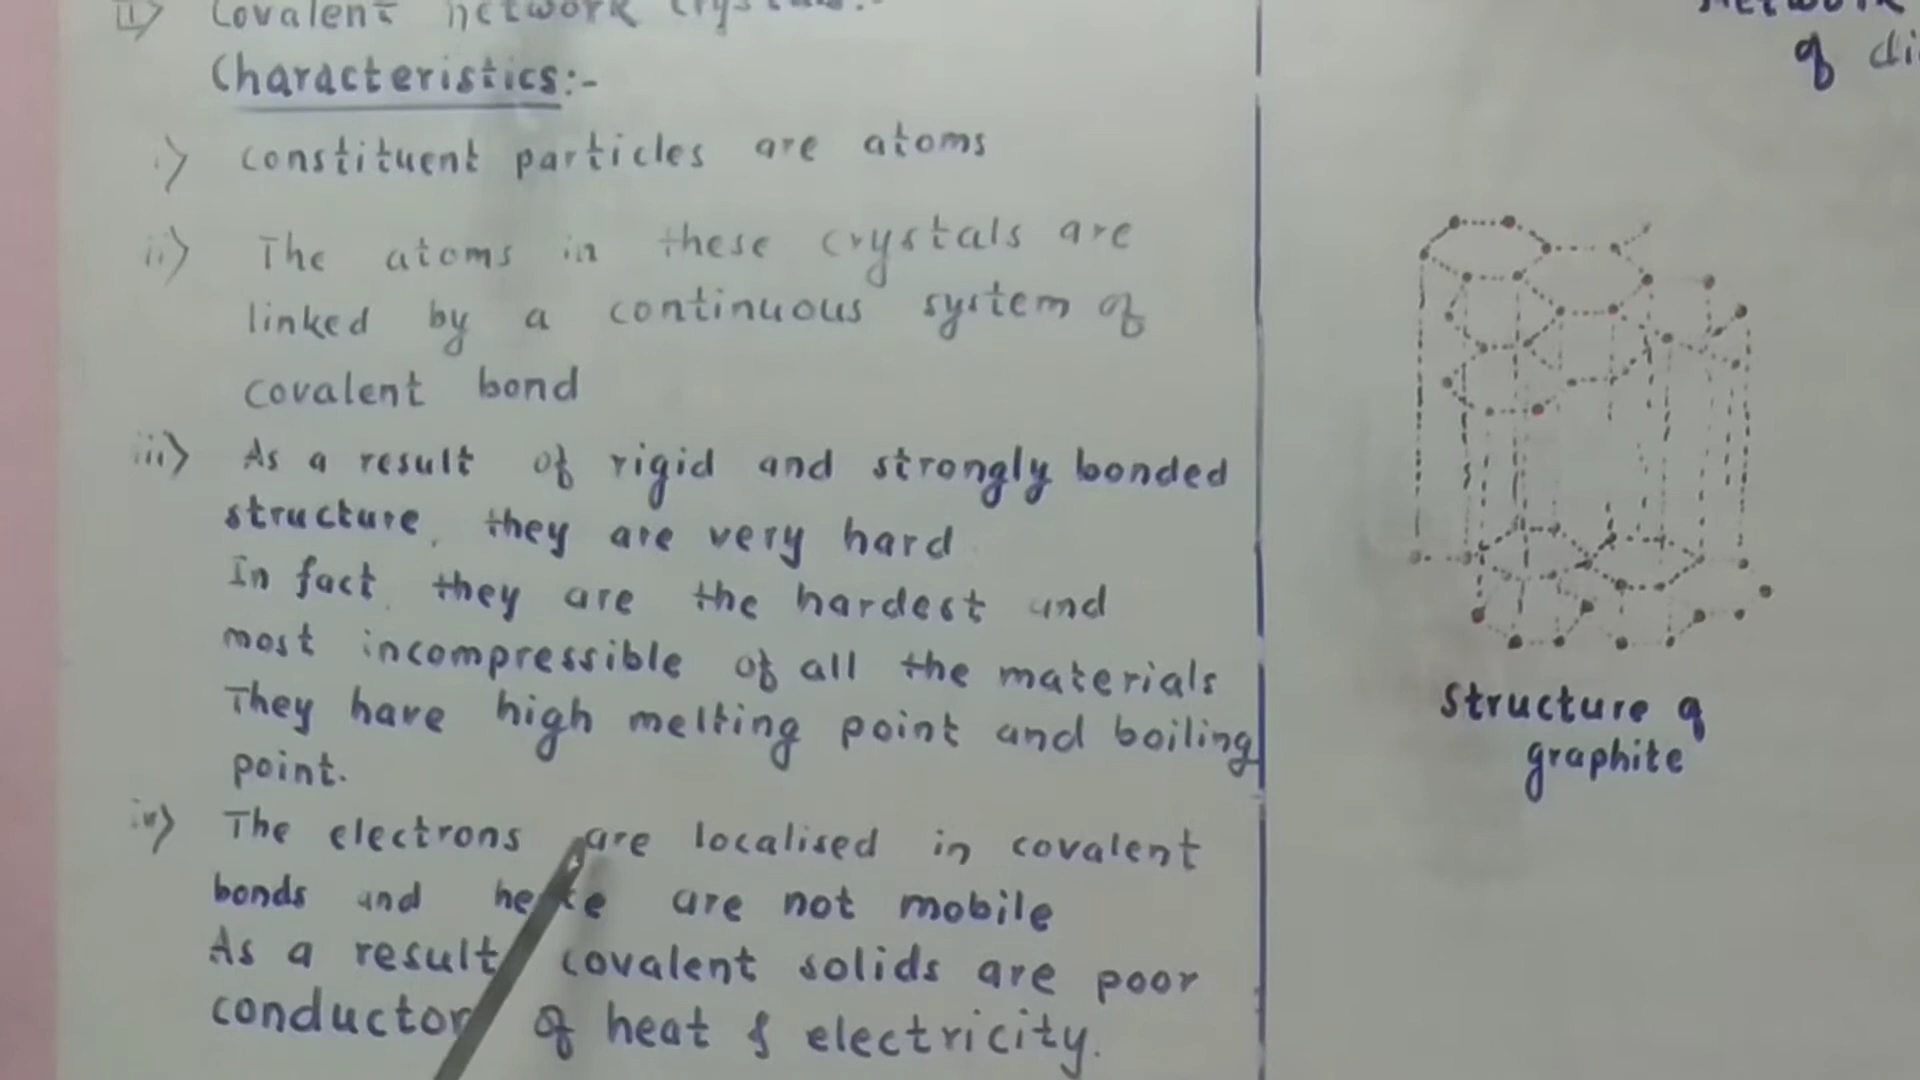 Covalent network crystals:-
Characteristics:-
i) constituent particles are atoms
ii) The atoms in these crystals are
linked by a continuous system of
covalent bond
iii) As a result of rigid and strongly bonded
structure, they are very hard
In fact, they are the hardest and
most incompressible of all the materials
They have high melting point and boiling
point.
iv) The electrons are localised in covalent
bonds and hence are not mobile
As a result covalent solids are poor
conductor of heat & electricity.
Network
of
structure of
graphite